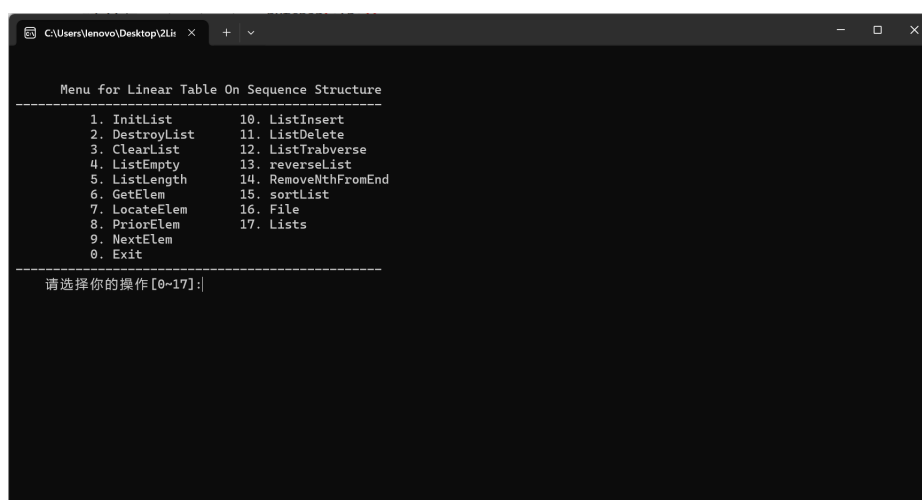 C:\Users\lenovo\Desktop\2Lis
Menu for Linear Table On Sequence Structure
-------------------------------------------------
1. InitList 10. ListInsert
2. DestroyList 11. ListDelete
3. ClearList 12. ListTrabverse
4. ListEmpty 13. reverseList
5. ListLength 14. RemoveNthFromEnd
6. GetElem 15. sortList
7. LocateElem 16. File
8. PriorElem 17. Lists
9. NextElem
0. Exit
-------------------------------------------------
请选择你的操作[0~17]: